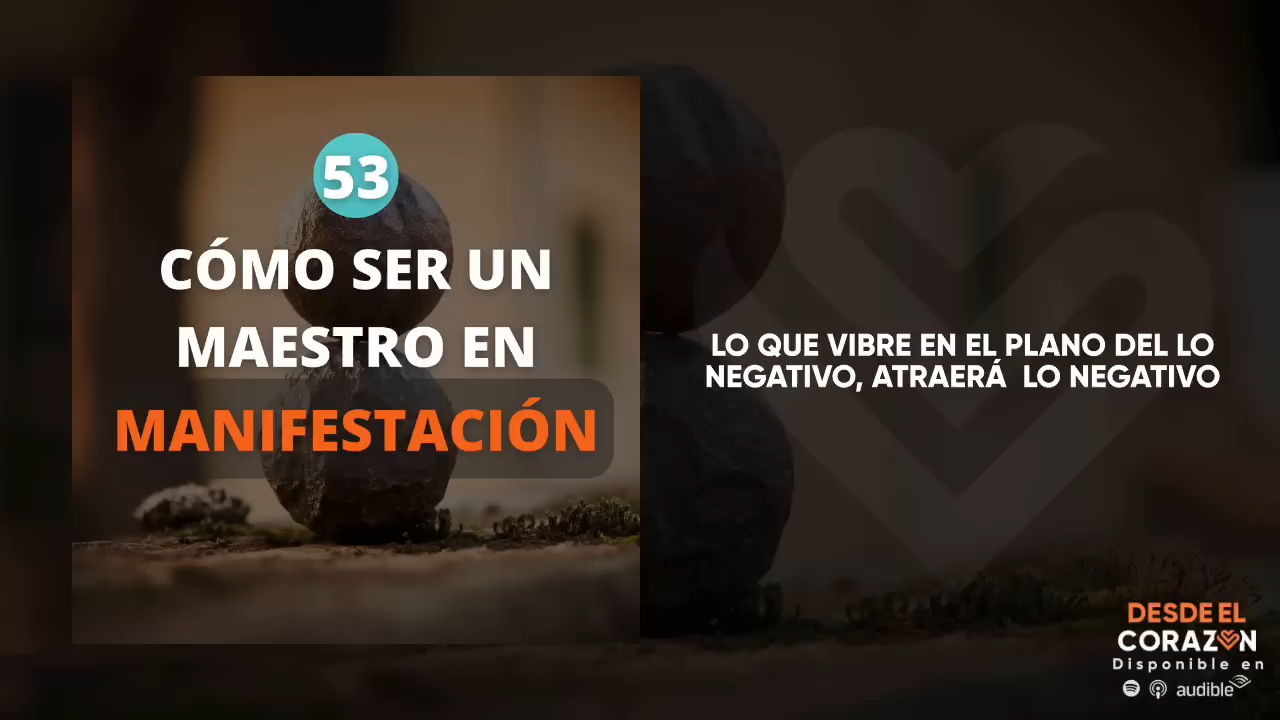 53
CÓMO SER UN
MAESTRO EN
MANIFESTACIÓN
LO QUE VIBRE EN EL PLANO DEL LO
NEGATIVO, ATRAERÁ  LO NEGATIVO
DESDE EL
CORAZÓN
Disponible en
audible